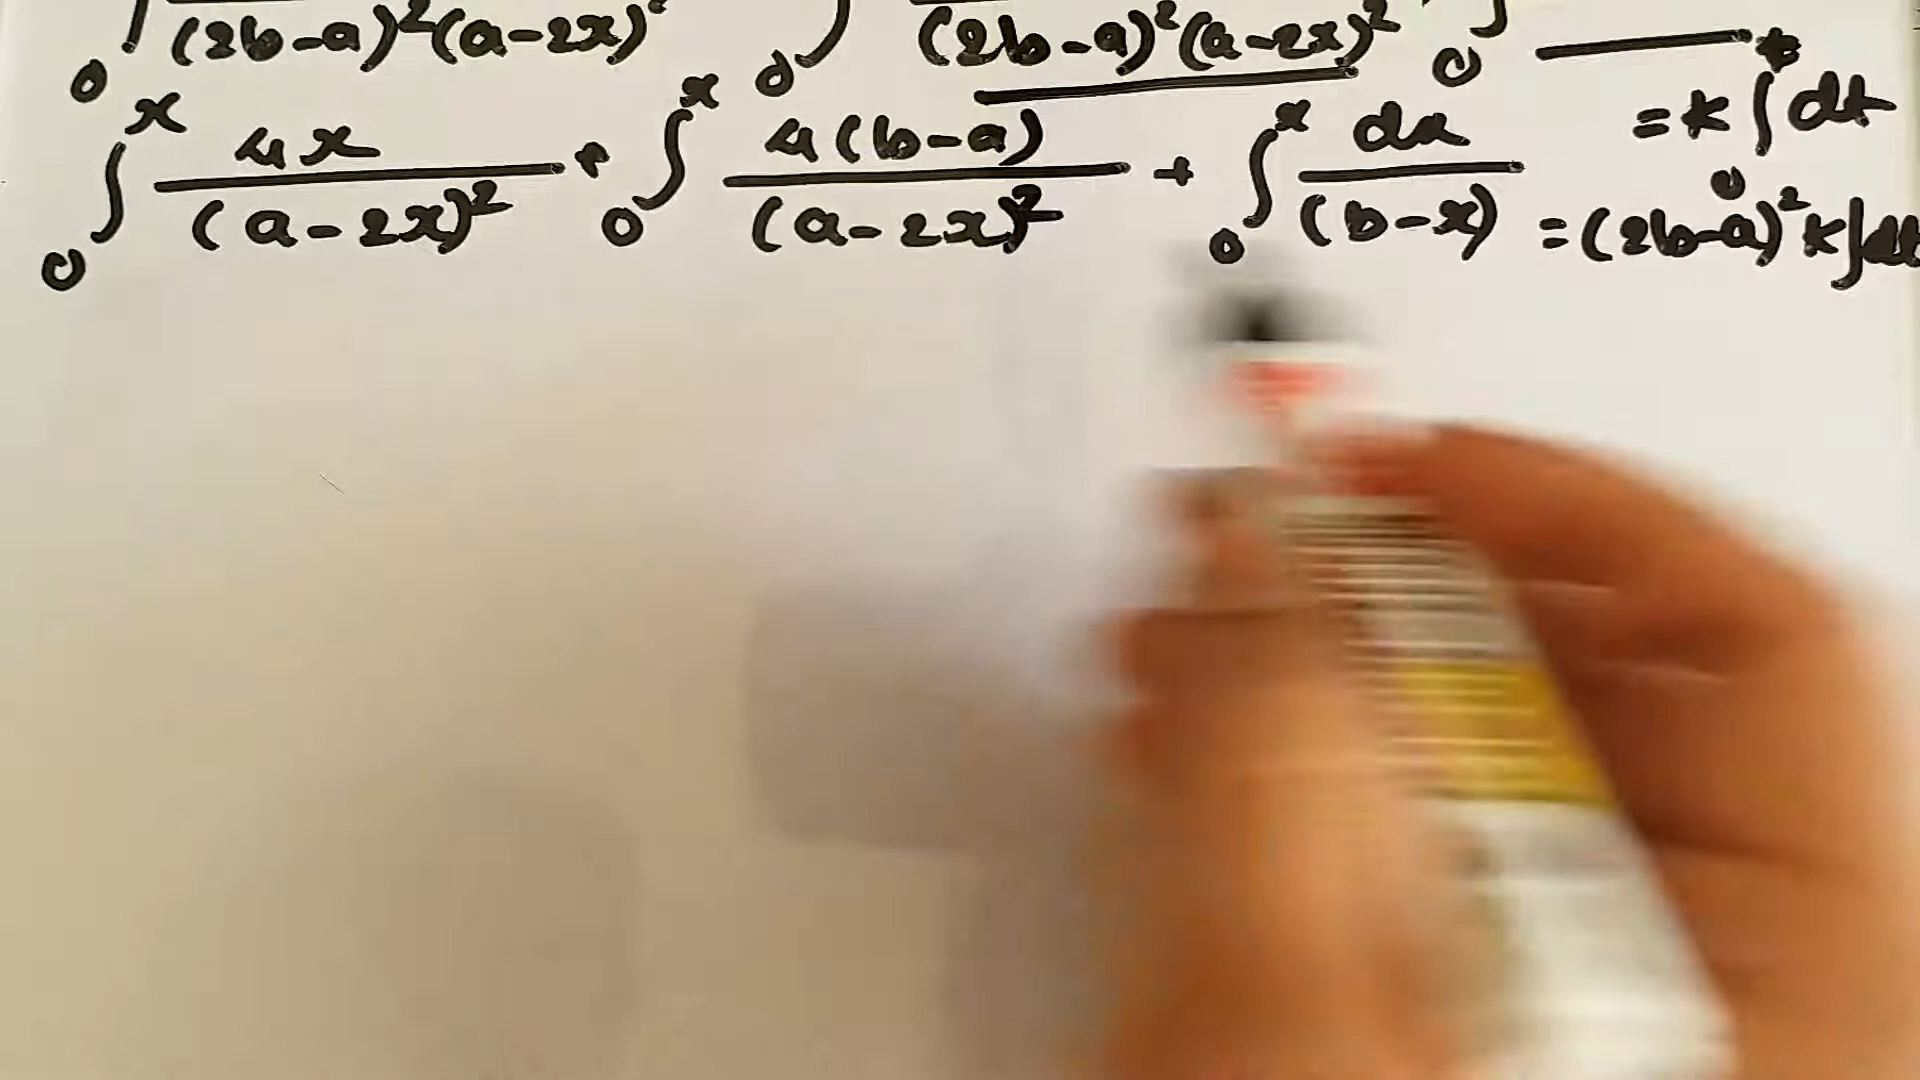 0 ∫ (2b-a)²(a-2x)² 0 ∫ (2b-a)²(a-2x)² 0 ∫
∫₀ˣ 4x/(a-2x)² + ∫₀ˣ 4(b-a)/(a-2x)² + ∫₀ˣ dx/(b-x) = k∫₀ᵗ dt
= (2b-a)² k∫dt